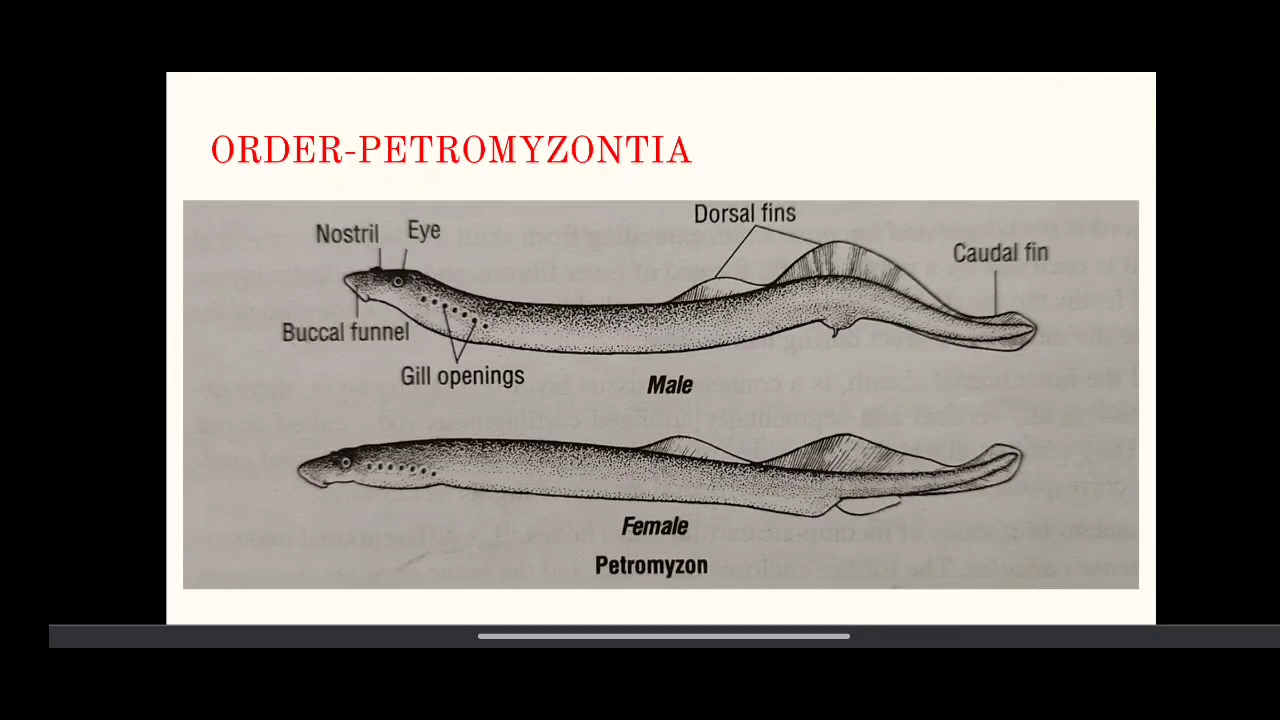 ORDER-PETROMYZONTIA
Dorsal fins
Nostril Eye
Caudal fin
Buccal funnel
Gill openings
Male
Female
Petromyzon